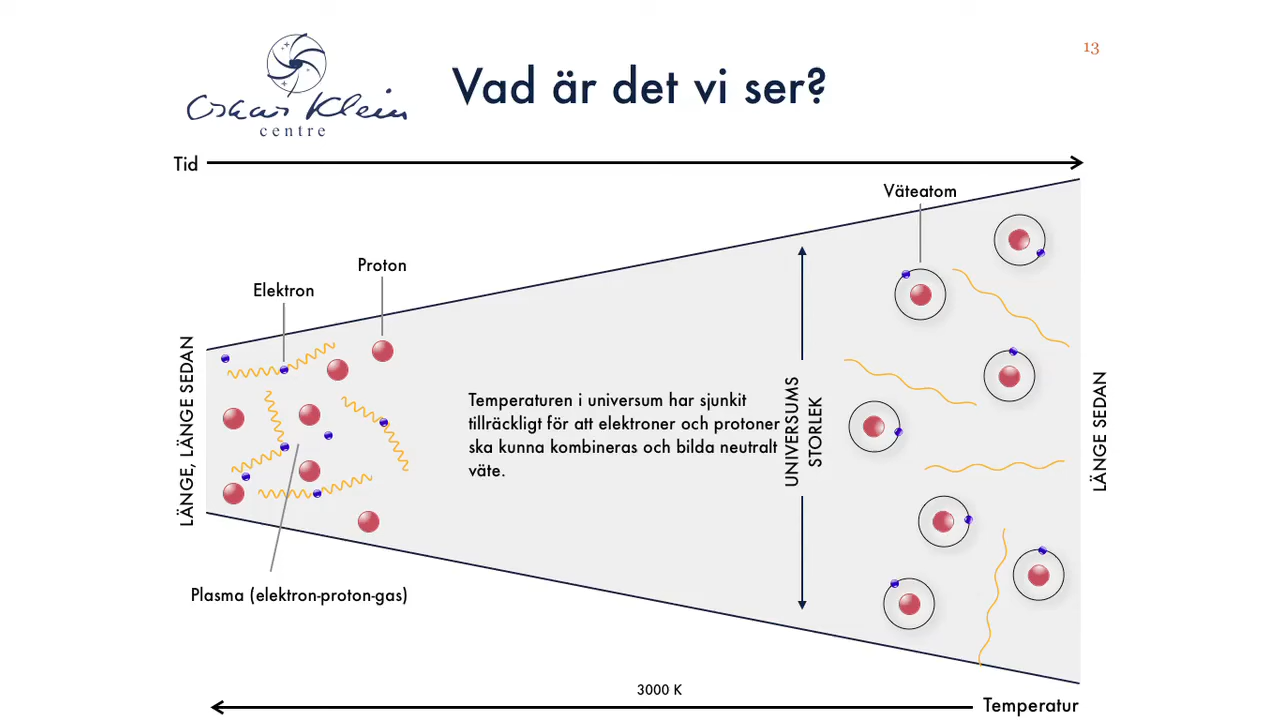 Oskar Klein
centre
13
Vad är det vi ser?
Tid
Väteatom
Proton
Elektron
LÄNGE, LÄNGE SEDAN
Temperaturen i universum har sjunkit
tillräckligt för att elektroner och protoner
ska kunna kombineras och bilda neutralt
väte.
UNIVERSUMS
STORLEK
LÄNGE SEDAN
Plasma (elektron-proton-gas)
3000 K
Temperatur